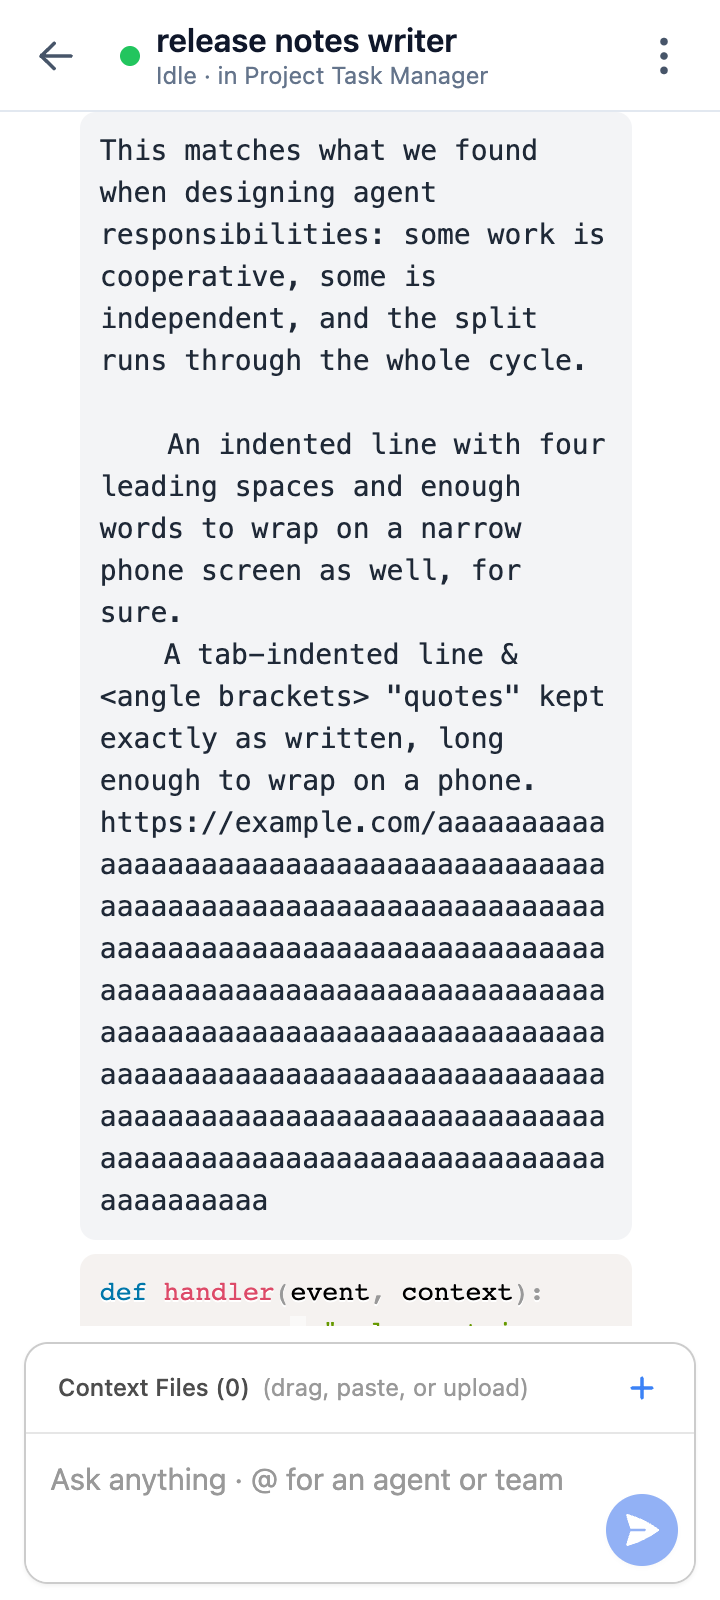 release notes writer
Idle · in Project Task Manager
This matches what we found
when designing agent
responsibilities: some work is
cooperative, some is
independent, and the split
runs through the whole cycle.
    An indented line with four
leading spaces and enough
words to wrap on a narrow
phone screen as well, for
sure.
    A tab-indented line &
<angle brackets> "quotes" kept
exactly as written, long
enough to wrap on a phone.
https://example.com/aaaaaaaaaa
aaaaaaaaaaaaaaaaaaaaaaaaaaaaaa
aaaaaaaaaaaaaaaaaaaaaaaaaaaaaa
aaaaaaaaaaaaaaaaaaaaaaaaaaaaaa
aaaaaaaaaaaaaaaaaaaaaaaaaaaaaa
aaaaaaaaaaaaaaaaaaaaaaaaaaaaaa
aaaaaaaaaaaaaaaaaaaaaaaaaaaaaa
aaaaaaaaaaaaaaaaaaaaaaaaaaaaaa
aaaaaaaaaaaaaaaaaaaaaaaaaaaaaa
aaaaaaaaaa
def handler(event, context):
Context Files (0) (drag, paste, or upload)
Ask anything · @ for an agent or team